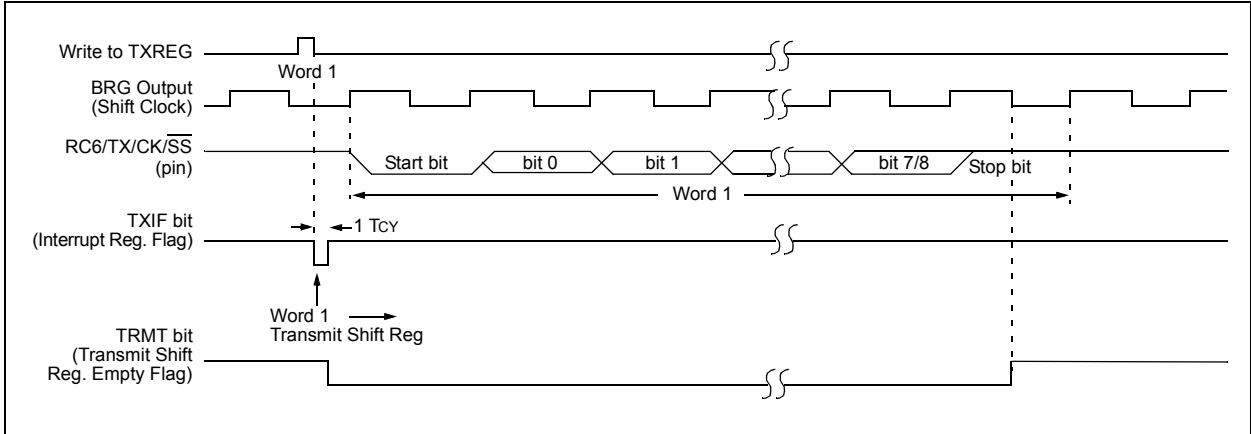 Write to TXREG
Word 1
BRG Output
(Shift Clock)
RC6/TX/CK/SS
(pin)
Start bit
bit 0
bit 1
bit 7/8
Stop bit
Word 1
TXIF bit
(Interrupt Reg. Flag)
1 TCY
Word 1
Transmit Shift Reg
TRMT bit
(Transmit Shift
Reg. Empty Flag)